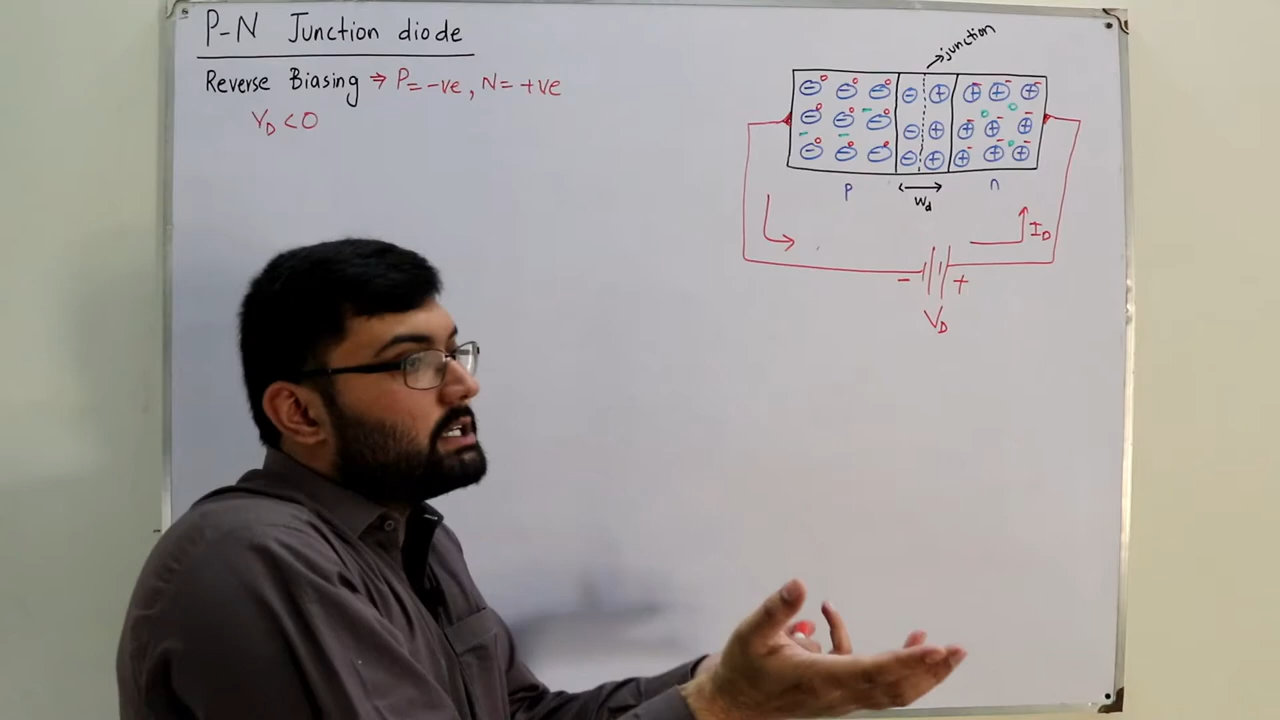 P-N Junction diode
Reverse Biasing → P = -ve, N = +ve
V_D < 0
junction
p
n
w_d
I_D
- +
V_D